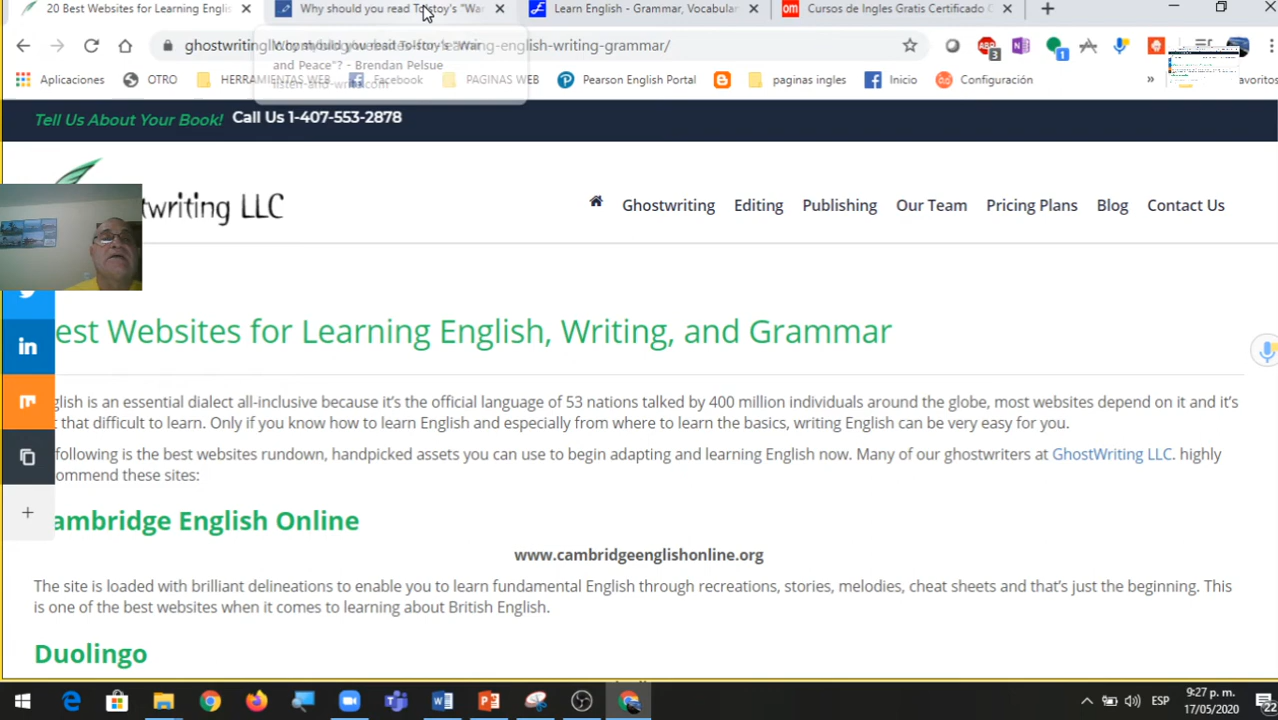 20 Best Websites for Learning Englis
Why should you read Tolstoy's "War
Learn English - Grammar, Vocabular
Cursos de Ingles Gratis Certificado O
/
and Peace"? - Brendan Pelsue
Aplicaciones
OTRO
HERRAMIENTAS WEB
Facebook
PAGINAS WEB
Pearson English Portal
paginas ingles
Inicio
Configuración
»
Tell Us About Your Book! Call Us 1-407-553-2878
twriting LLC
Ghostwriting Editing Publishing Our Team Pricing Plans Blog Contact Us
est Websites for Learning English, Writing, and Grammar
glish is an essential dialect all-inclusive because it's the official language of 53 nations talked by 400 million individuals around the globe, most websites depend on it and it's
t that difficult to learn. Only if you know how to learn English and especially from where to learn the basics, writing English can be very easy for you.
following is the best websites rundown, handpicked assets you can use to begin adapting and learning English now. Many of our ghostwriters at GhostWriting LLC. highly
ommend these sites:
ambridge English Online
www.cambridgeenglishonline.org
The site is loaded with brilliant delineations to enable you to learn fundamental English through recreations, stories, melodies, cheat sheets and that's just the beginning. This
is one of the best websites when it comes to learning about British English.
Duolingo
ESP
9:27 p. m.
17/05/2020
22